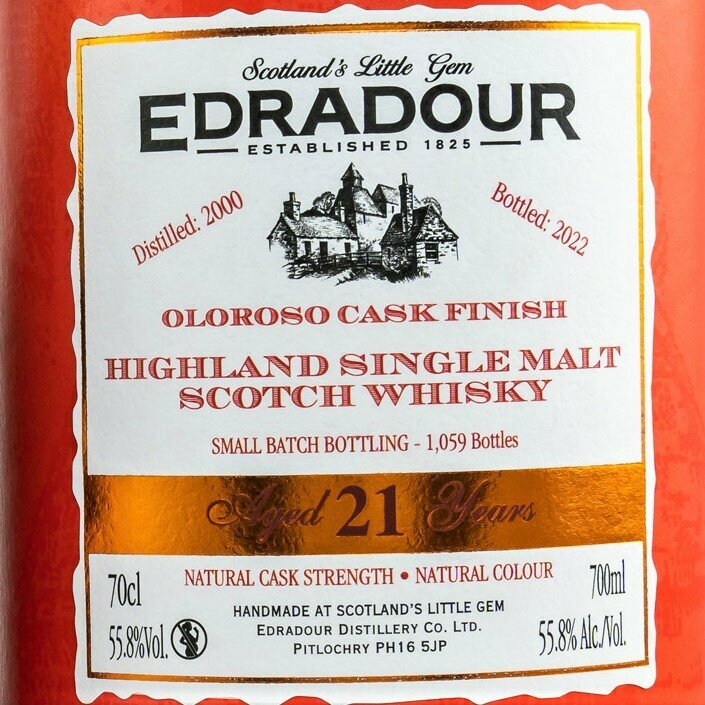 Scotland's Little Gem
EDRADOUR
ESTABLISHED 1825
Distilled: 2000
Bottled: 2022
OLOROSO CASK FINISH
HIGHLAND SINGLE MALT
SCOTCH WHISKY
SMALL BATCH BOTTLING - 1,059 Bottles
Aged 21 Years
NATURAL CASK STRENGTH • NATURAL COLOUR
70cl
55.8%Vol.
HANDMADE AT SCOTLAND'S LITTLE GEM
EDRADOUR DISTILLERY CO. LTD.
PITLOCHRY PH16 5JP
700ml
55.8% Alc./Vol.